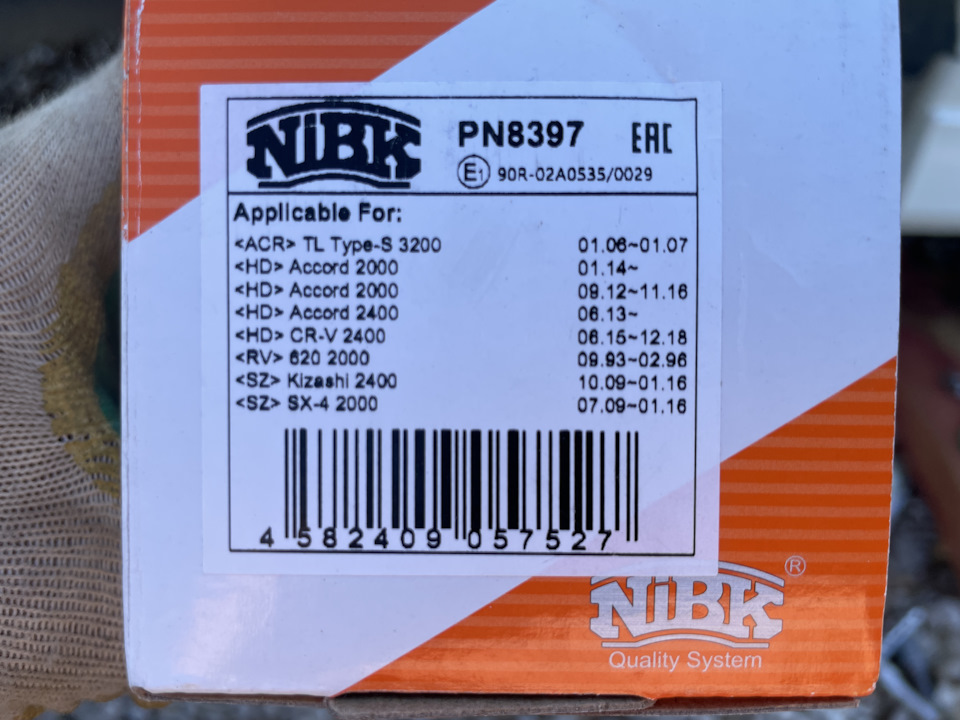 NiBK PN8397 EAC
E1 90R-02A0535/0029
Applicable For:
<ACR> TL Type-S 3200 01.06~01.07
<HD> Accord 2000 01.14~
<HD> Accord 2000 09.12~11.16
<HD> Accord 2400 06.13~
<HD> CR-V 2400 06.15~12.18
<RV> 620 2000 09.93~02.96
<SZ> Kizashi 2400 10.09~01.16
<SZ> SX-4 2000 07.09~01.16
4 582409 057527
NiBK ®
Quality System